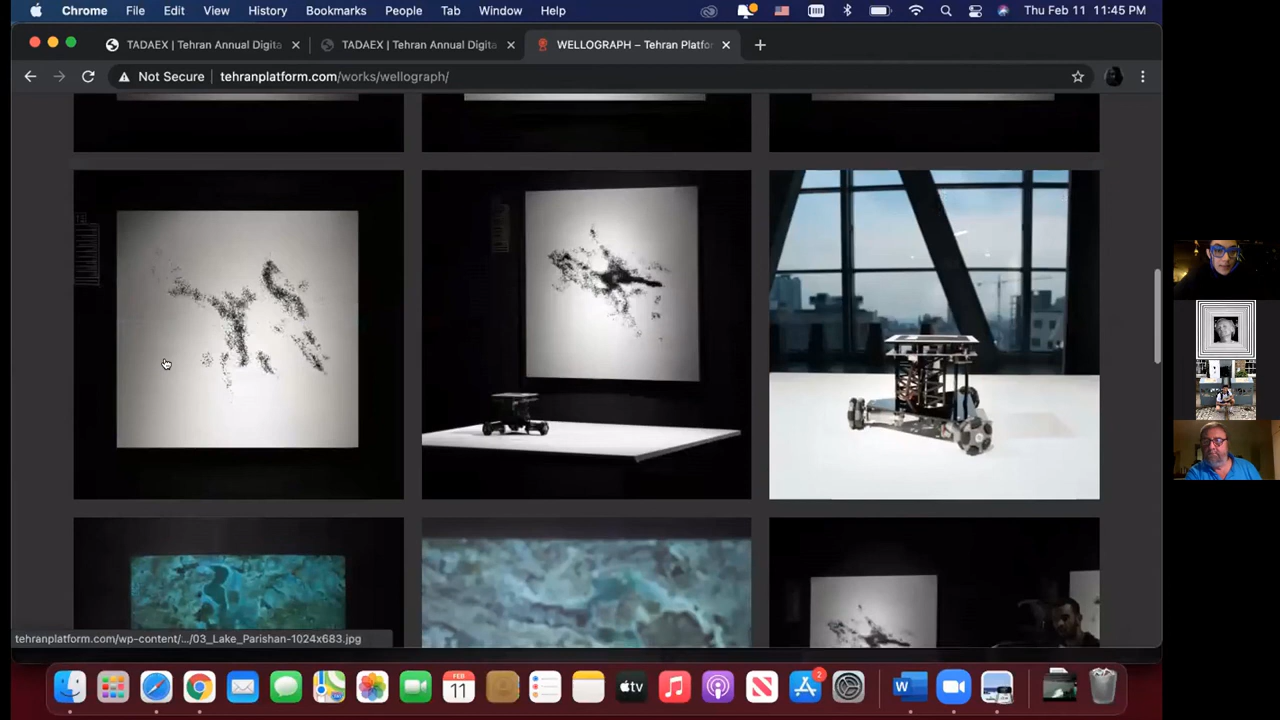 Chrome File Edit View History Bookmarks People Tab Window Help Thu Feb 11 11:45 PM
TADAEX | Tehran Annual Digita TADAEX | Tehran Annual Digita WELLOGRAPH – Tehran Platfor
Not Secure tehranplatform.com/works/wellograph/
tehranplatform.com/wp-content/.../03_Lake_Parishan-1024x683.jpg
FEB
11
tv
2
W